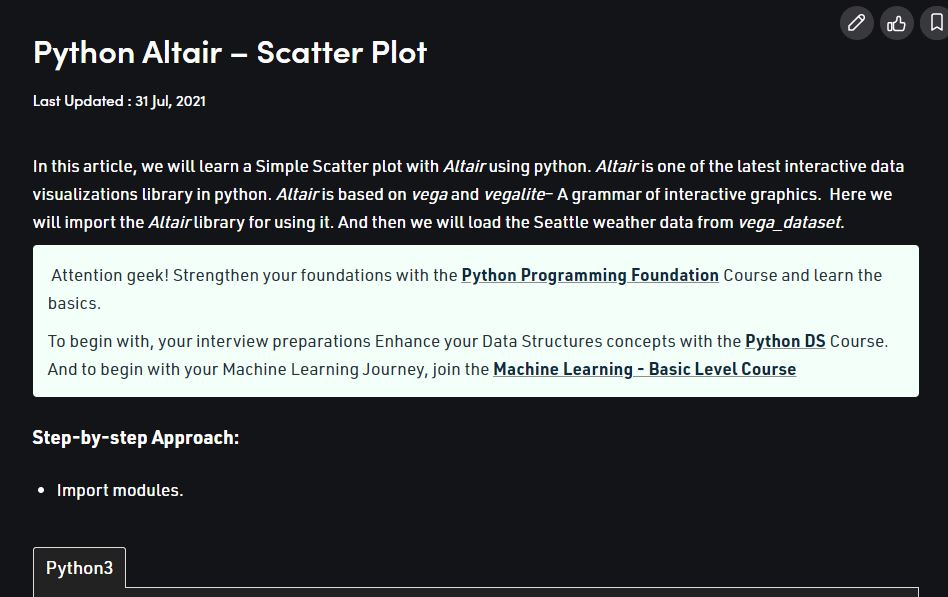 Python Altair – Scatter Plot
Last Updated : 31 Jul, 2021
In this article, we will learn a Simple Scatter plot with Altair using python. Altair is one of the latest interactive data
visualizations library in python. Altair is based on vega and vegalite– A grammar of interactive graphics. Here we
will import the Altair library for using it. And then we will load the Seattle weather data from vega_dataset.
Attention geek! Strengthen your foundations with the Python Programming Foundation Course and learn the
basics.
To begin with, your interview preparations Enhance your Data Structures concepts with the Python DS Course.
And to begin with your Machine Learning Journey, join the Machine Learning - Basic Level Course
Step-by-step Approach:
• Import modules.
Python3